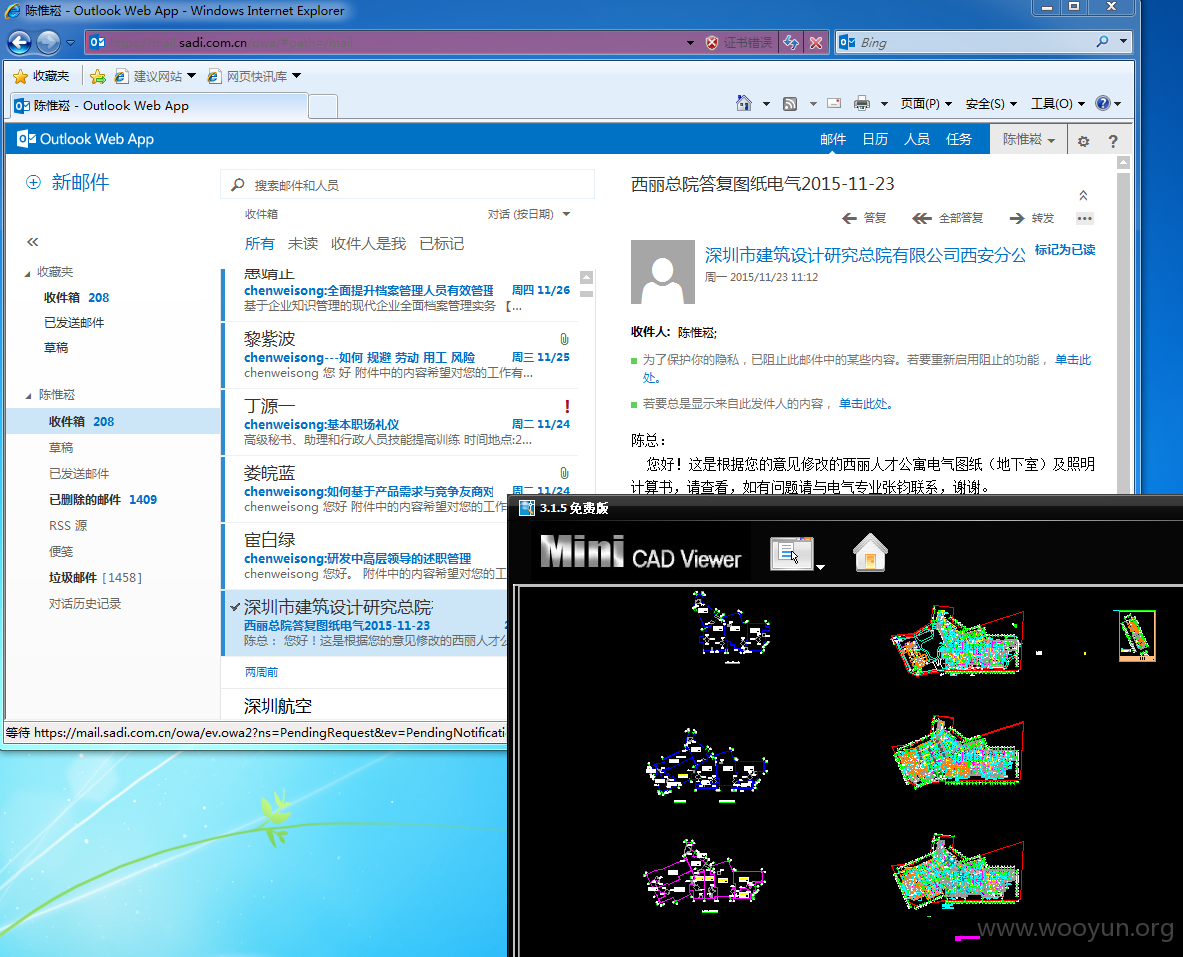 陈惟崧 - Outlook Web App - Windows Internet Explorer
sadi.com.cn
证书错误
Bing
收藏夹
建议网站
网页快讯库
陈惟崧 - Outlook Web App
页面(P)
安全(S)
工具(O)
Outlook Web App
邮件
日历
人员
任务
陈惟崧
?
新邮件
«
收藏夹
收件箱 208
已发送邮件
草稿
陈惟崧
收件箱 208
草稿
已发送邮件
已删除的邮件 1409
RSS 源
便笺
垃圾邮件 [1458]
对话历史记录
搜索邮件和人员
收件箱
对话 (按日期)
所有 未读 收件人是我 已标记
chenweisong:全面提升档案管理人员有效管理 周四 11/26
基于企业知识管理的现代企业全面档案管理实务 【...
黎紫波
chenweisong---如何 规避 劳动 用工 风险 周三 11/25
chenweisong 您 好 附件中的内容希望对您的工作有...
丁源一
chenweisong:基本职场礼仪 周二 11/24
高级秘书、助理和行政人员技能提高训练 时间地点:2...
娄皖蓝
chenweisong:如何基于产品需求与竞争友商对 周二 11/24
chenweisong 您好 附件中的内容希望对您的工作
宦白绿
chenweisong:研发中高层领导的述职管理
chenweisong 您好。 附件中的内容希望对您的工
深圳市建筑设计研究总院
西丽总院答复图纸电气2015-11-23
陈总： 您好！这是根据您的意见修改的西丽人才公
两周前
深圳航空
西丽总院答复图纸电气2015-11-23
答复
全部答复
转发
•••
深圳市建筑设计研究总院有限公司西安分公
标记为已读
周一 2015/11/23 11:12
收件人: 陈惟崧;
为了保护你的隐私，已阻止此邮件中的某些内容。若要重新启用阻止的功能， 单击此
处。
若要总是显示来自此发件人的内容， 单击此处。
陈总：
您好！这是根据您的意见修改的西丽人才公寓电气图纸（地下室）及照明
计算书，请查看，如有问题请与电气专业张钧联系，谢谢。
等待 https://mail.sadi.com.cn/owa/ev.owa2?ns=PendingRequest&ev=PendingNotificati
3.1.5 免费版
Mini CAD Viewer
www.wooyun.org